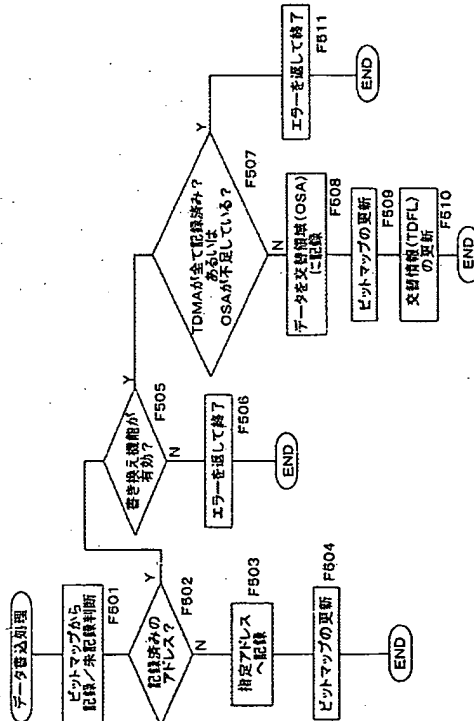 データ書込処理
ビットマップから
記録/未記録判断
F501
記録済みの
アドレス?
F502
Y
N
指定アドレス
へ記録
F503
ビットマップの更新
F504
END
書き換え機能が
有効?
F505
Y
N
エラーを返して終了
F506
END
TDMAが全て記録済み?
あるいは
OSAが不足している?
F507
Y
N
データを交替領域(OSA)
に記録
F508
ビットマップの更新
F509
交替情報(TDFL)
の更新
F510
END
エラーを返して終了
F511
END